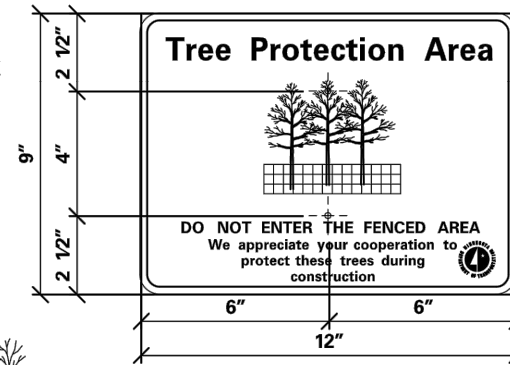 Tree Protection Area
2 1/2"
9"
4"
2 1/2"
DO NOT ENTER THE FENCED AREA
We appreciate your cooperation to
protect these trees during
construction
6"
6"
12"